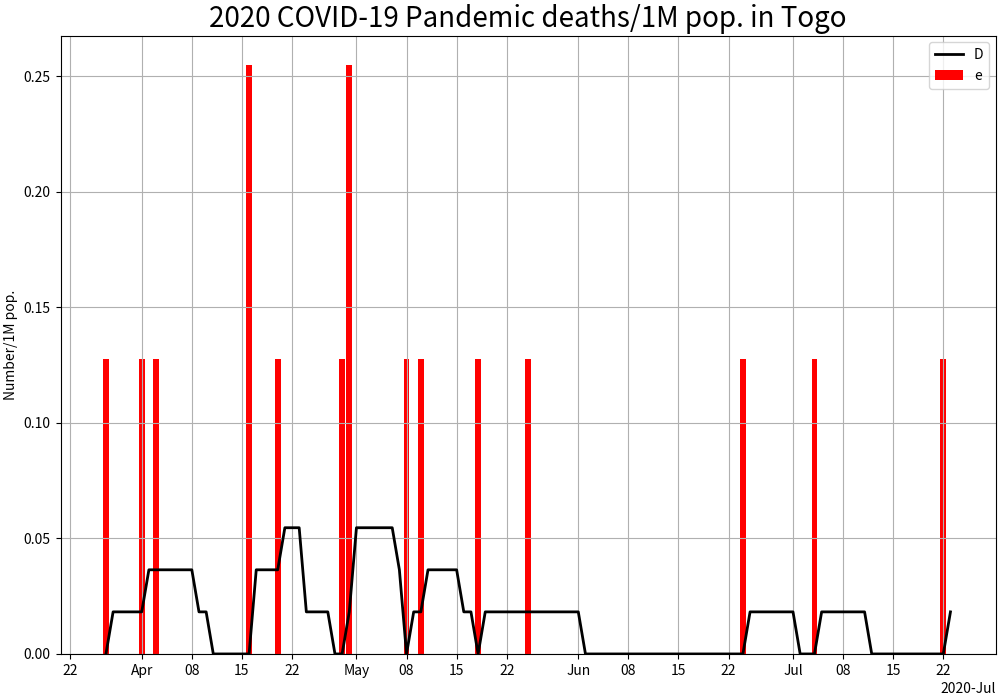 2020 COVID-19 Pandemic deaths/1M pop. in Togo
D
e
0.25
0.20
0.15
0.10
0.05
0.00
Number/1M pop.
22 Apr 08 15 22 May 08 15 22 Jun 08 15 22 Jul 08 15 22
2020-Jul